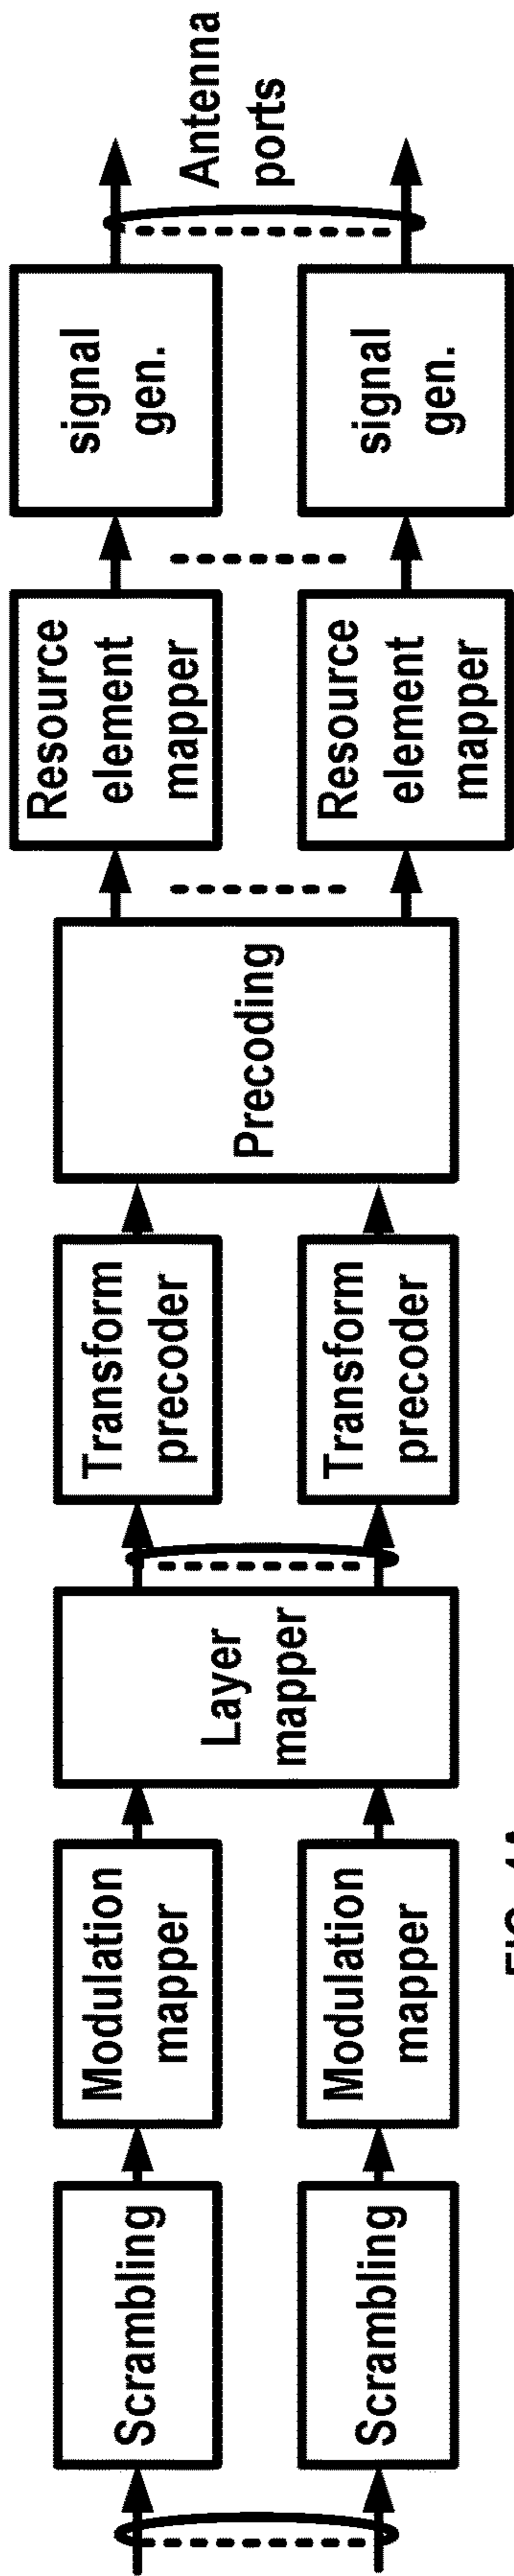 Scrambling
Modulation
mapper
Layer
mapper
Transform
precoder
Precoding
Resource
element
mapper
signal
gen.
Antenna
ports
Scrambling
Modulation
mapper
Transform
precoder
Resource
element
mapper
signal
gen.